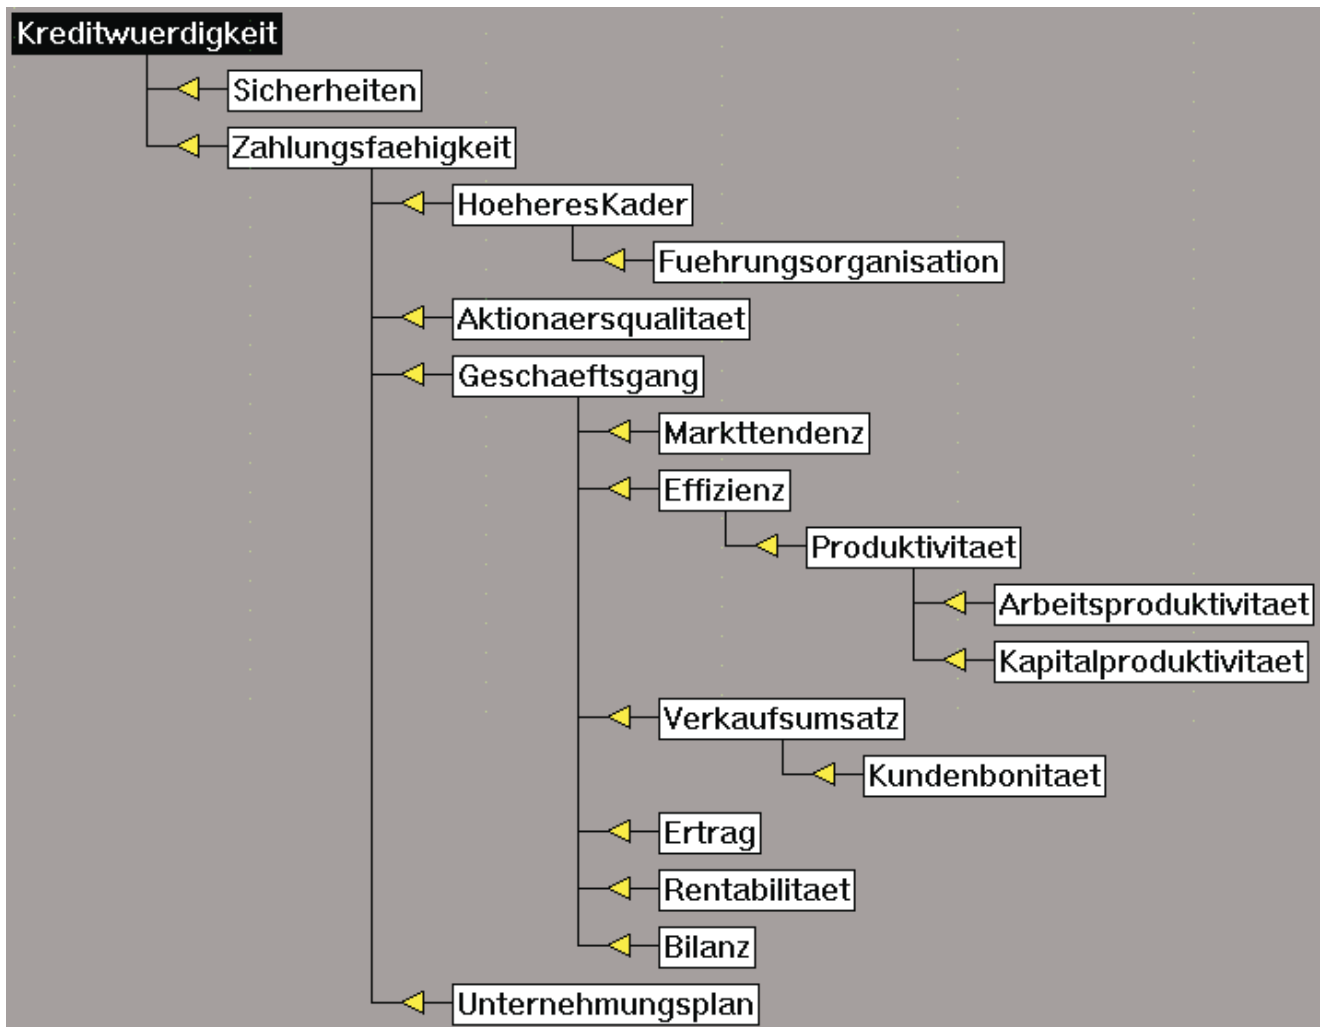 Kreditwuerdigkeit
Sicherheiten
Zahlungsfaehigkeit
HoeheresKader
Fuehrungsorganisation
Aktionaersqualitaet
Geschaeftsgang
Markttendenz
Effizienz
Produktivitaet
Arbeitsproduktivitaet
Kapitalproduktivitaet
Verkaufsumsatz
Kundenbonitaet
Ertrag
Rentabilitaet
Bilanz
Unternehmungsplan